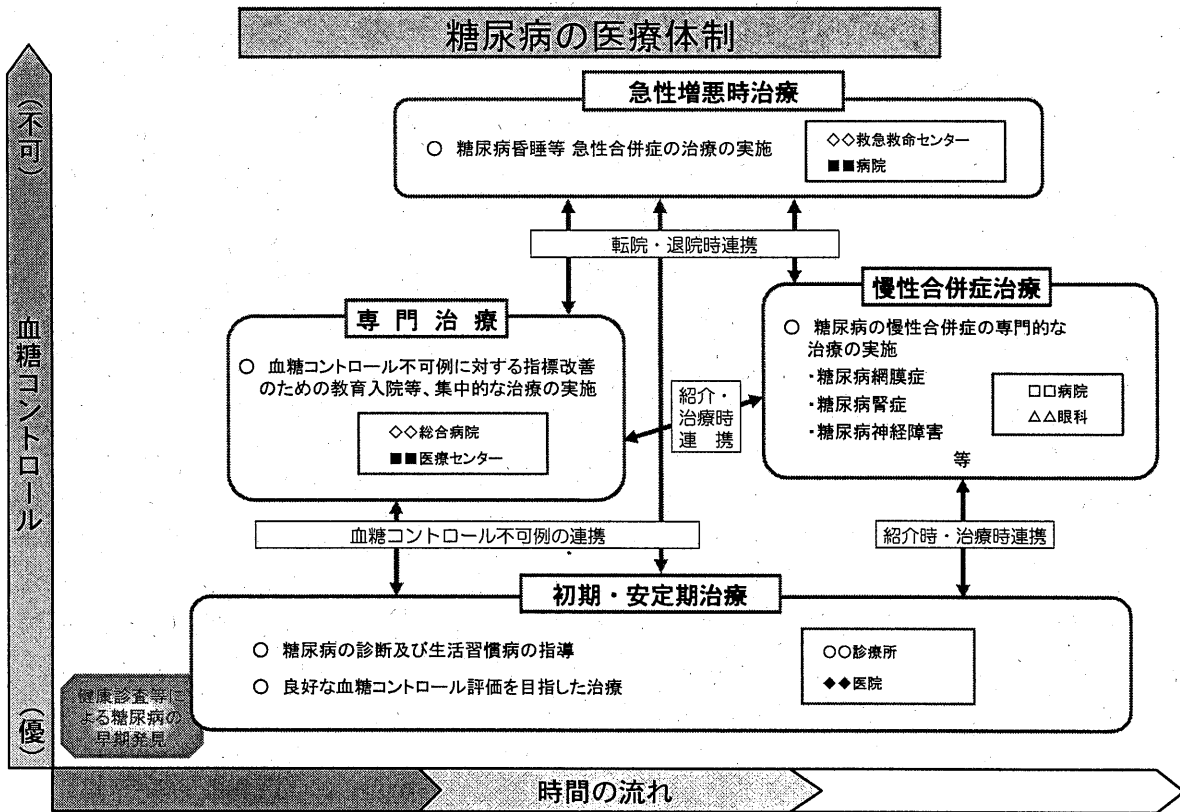 糖尿病の医療体制
(不可)
血糖コントロール
(優)
急性増悪時治療
○ 糖尿病昏睡等 急性合併症の治療の実施
◇◇救急救命センター
■■病院
転院・退院時連携
専門治療
○ 血糖コントロール不可例に対する指標改善
のための教育入院等、集中的な治療の実施
◇◇総合病院
■■医療センター
紹介・
治療時
連携
慢性合併症治療
○ 糖尿病の慢性合併症の専門的な
治療の実施
・糖尿病網膜症
・糖尿病腎症
・糖尿病神経障害
等
□□病院
△△眼科
血糖コントロール不可例の連携
紹介時・治療時連携
初期・安定期治療
○ 糖尿病の診断及び生活習慣病の指導
○ 良好な血糖コントロール評価を目指した治療
○○診療所
◆◆医院
健康診査等に
よる糖尿病の
早期発見
時間の流れ